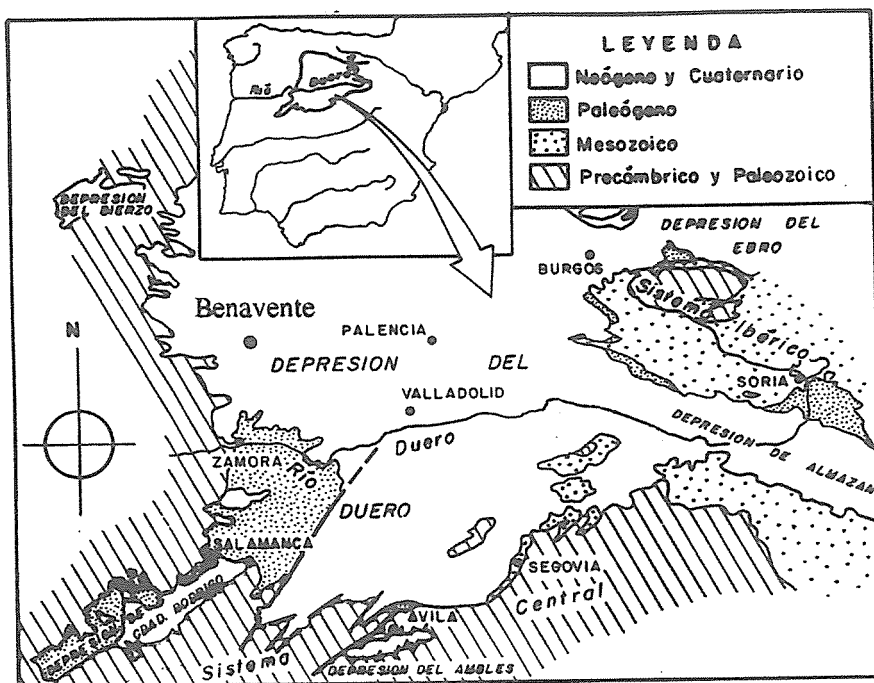 LEYENDA
Neógeno y Cuaternario
Paleógeno
Mesozoico
Precámbrico y Paleozoico
Río
Duero
DEPRESION
DEL BIERZO
DEPRESION DEL
EBRO
BURGOS
Sistema
Ibérico
Benavente
N
PALENCIA
DEPRESION DEL
SORIA
VALLADOLID
Duero
DEPRESION
DE ALMAZAN
ZAMORA
Río
DUERO
SALAMANCA
SEGOVIA
Central
DEPRESION DE
CDAD. RODRIGO
AVILA
Sistema
DEPRESION DEL AMBLES